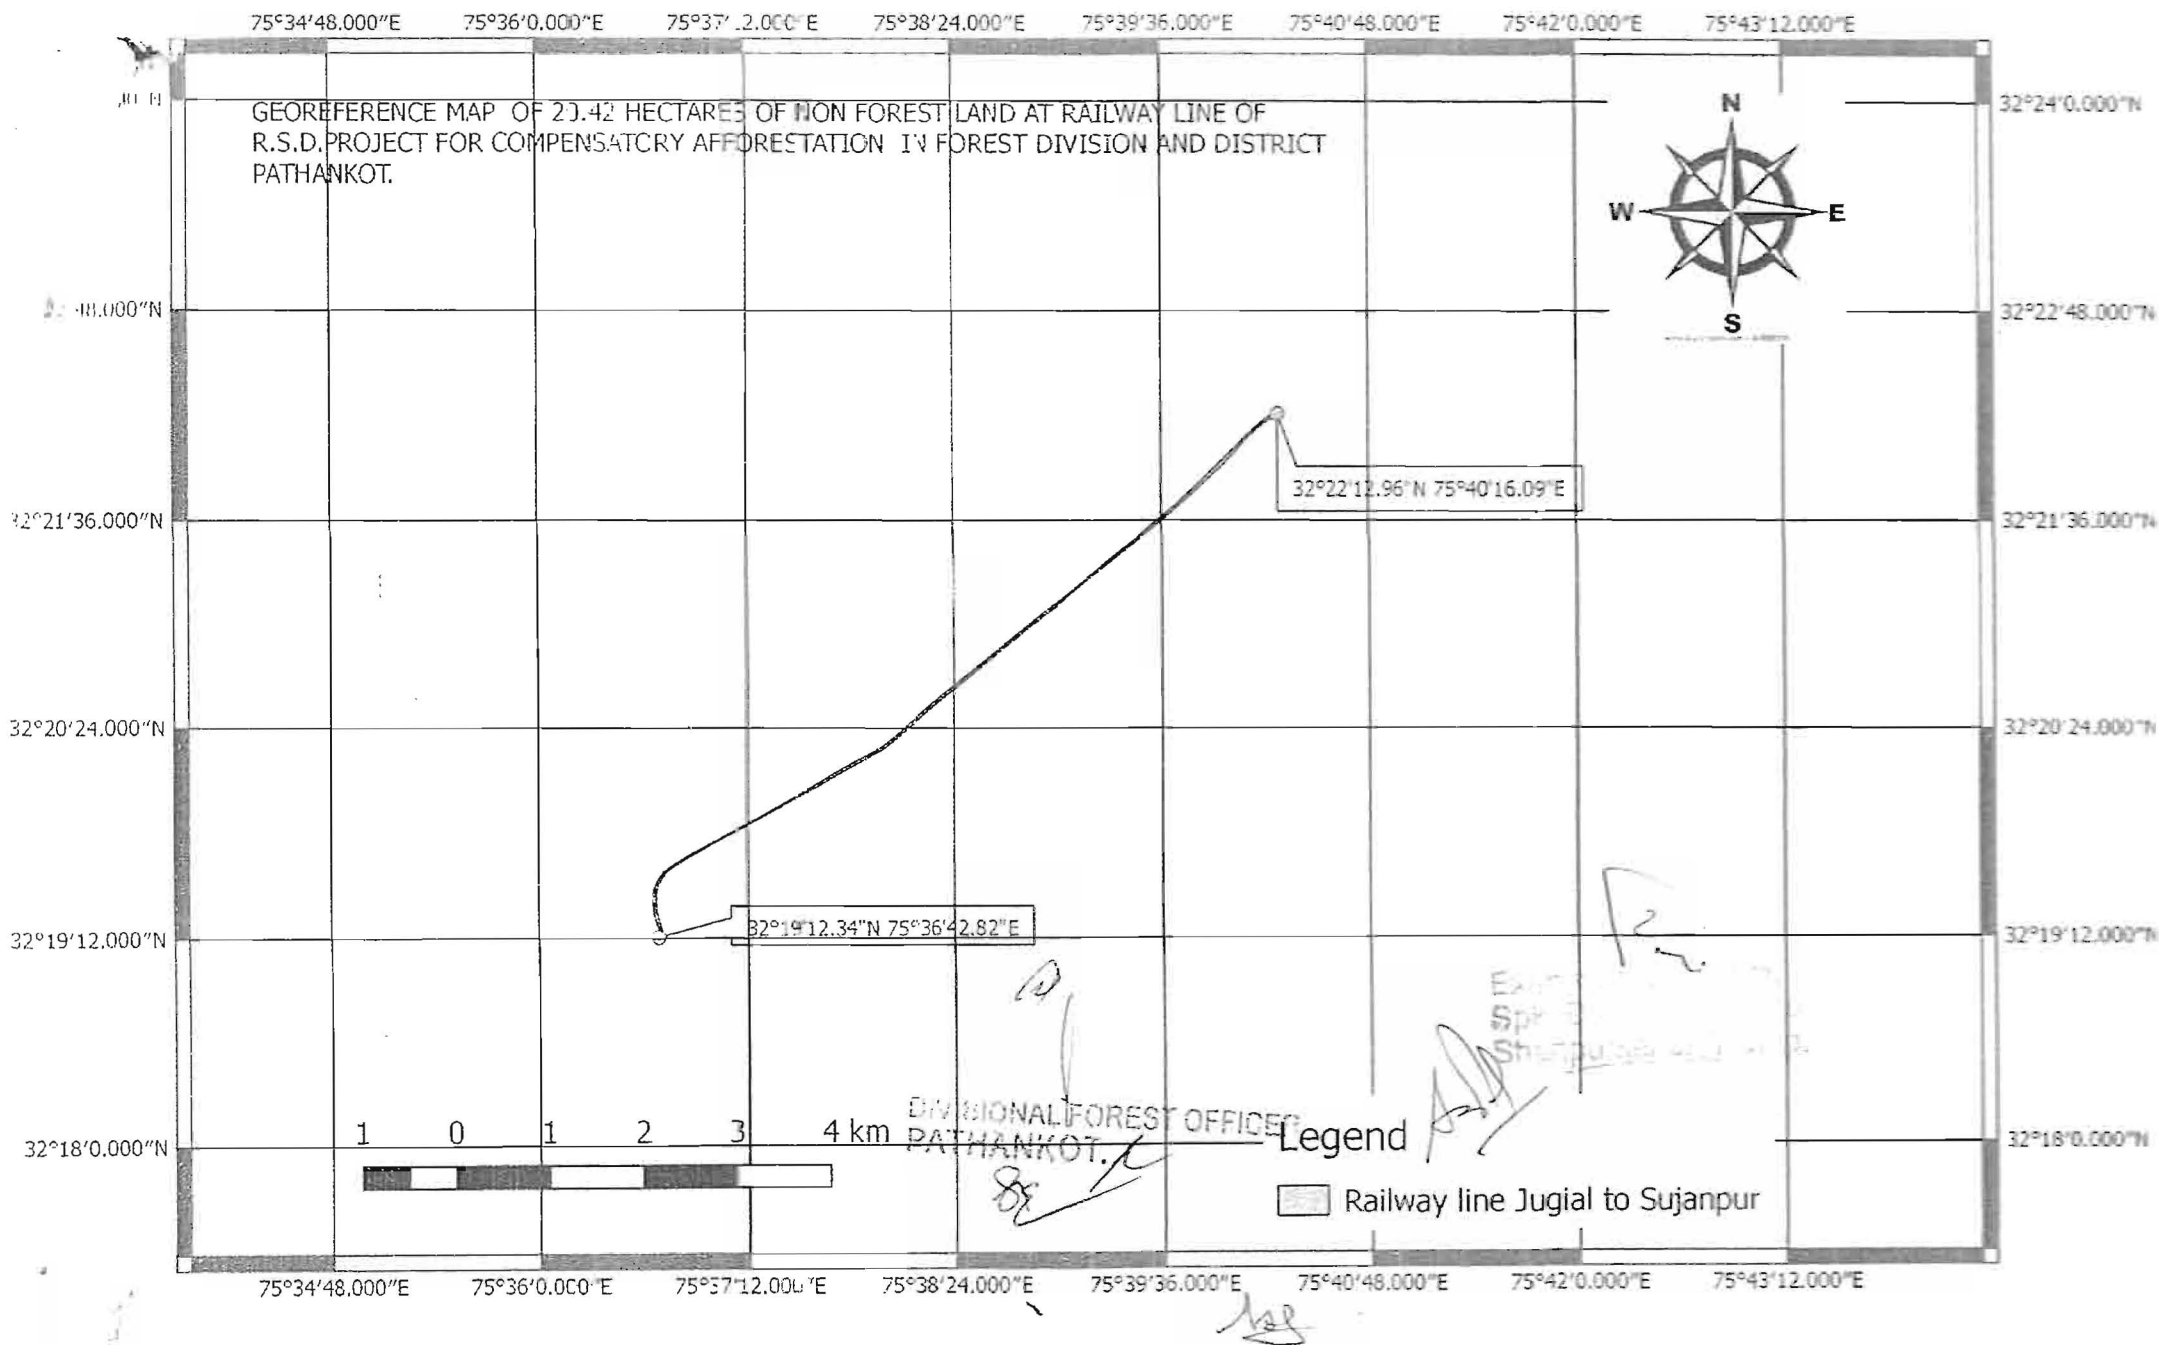 75°34'48.000"E 75°36'0.000"E 75°37'12.000"E 75°38'24.000"E 75°39'36.000"E 75°40'48.000"E 75°42'0.000"E 75°43'12.000"E
GEOREFERENCE MAP OF 20.42 HECTARES OF NON FOREST LAND AT RAILWAY LINE OF
R.S.D.PROJECT FOR COMPENSATORY AFFORESTATION IN FOREST DIVISION AND DISTRICT
PATHANKOT.
N
W E
S
32°24'0.000"N
48.000"N 32°22'48.000"N
32°22'12.96"N 75°40'16.09"E
32°21'36.000"N 32°21'36.000"N
32°20'24.000"N 32°20'24.000"N
32°19'12.34"N 75°36'42.82"E
32°19'12.000"N 32°19'12.000"N
DIVISIONAL FOREST OFFICER
PATHANKOT.
1 0 1 2 3 4 km
32°18'0.000"N 32°18'0.000"N
Legend
Railway line Jugial to Sujanpur
75°34'48.000"E 75°36'0.000"E 75°37'12.000"E 75°38'24.000"E 75°39'36.000"E 75°40'48.000"E 75°42'0.000"E 75°43'12.000"E